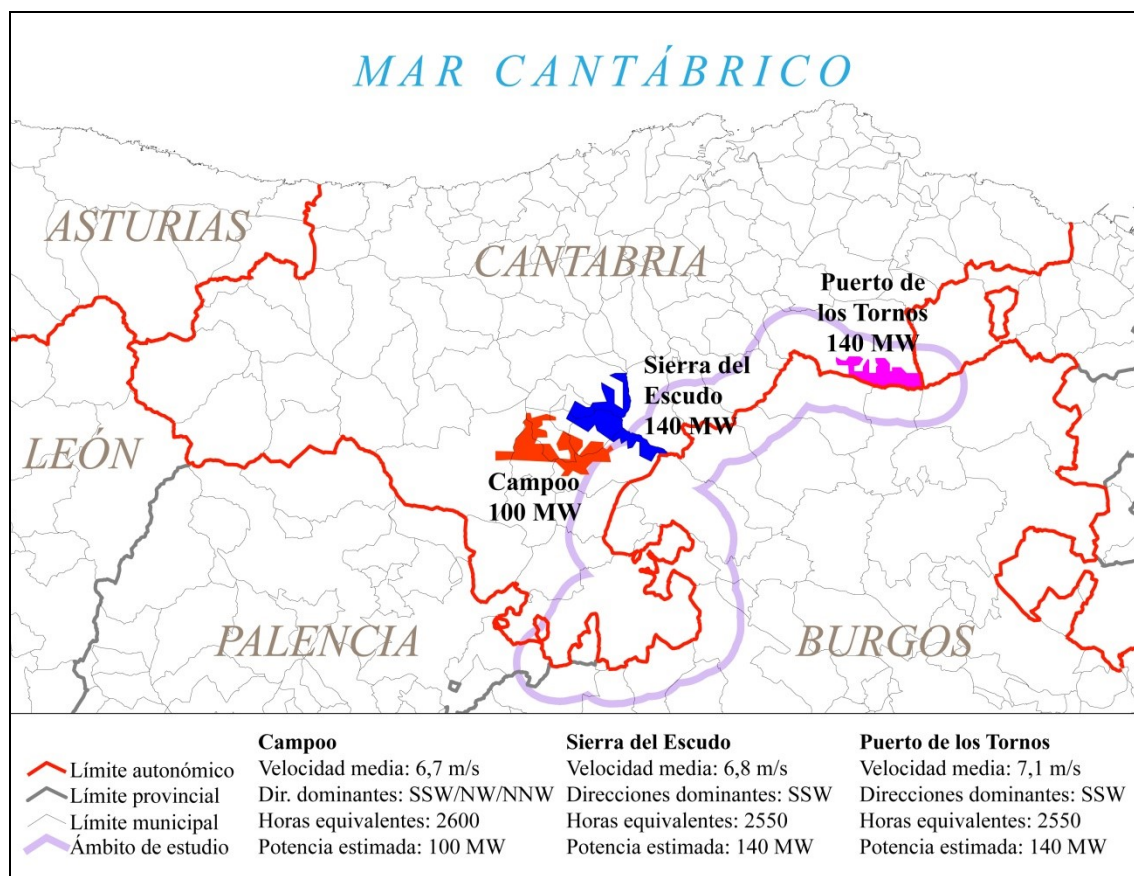 MAR CANTÁBRICO
ASTURIAS
CANTABRIA
Puerto de
los Tornos
140 MW
Sierra del
Escudo
140 MW
LEÓN
Campoo
100 MW
PALENCIA
BURGOS
Límite autonómico
Límite provincial
Límite municipal
Ámbito de estudio
Campoo
Velocidad media: 6,7 m/s
Dir. dominantes: SSW/NW/NNW
Horas equivalentes: 2600
Potencia estimada: 100 MW
Sierra del Escudo
Velocidad media: 6,8 m/s
Direcciones dominantes: SSW
Horas equivalentes: 2550
Potencia estimada: 140 MW
Puerto de los Tornos
Velocidad media: 7,1 m/s
Direcciones dominantes: SSW
Horas equivalentes: 2550
Potencia estimada: 140 MW